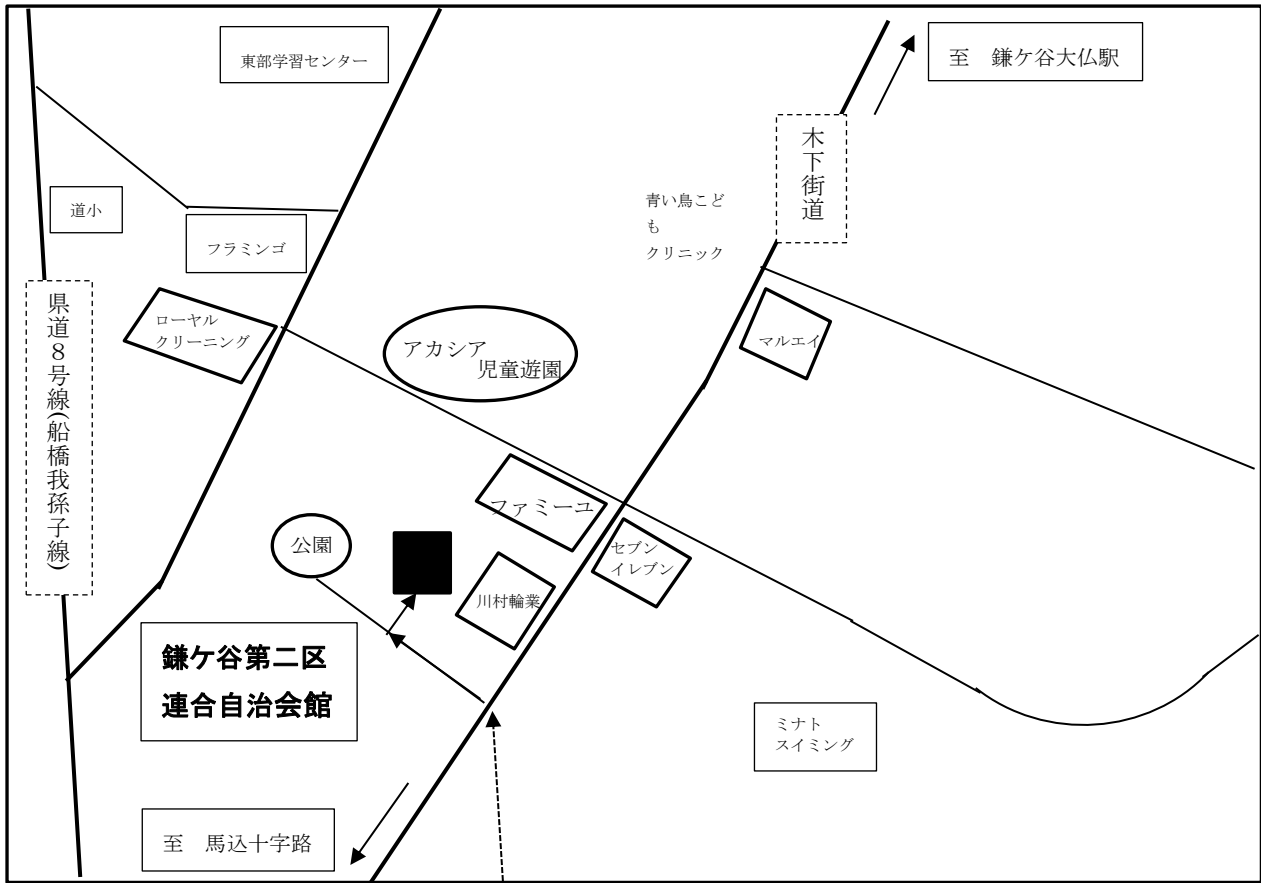 東部学習センター
至 鎌ケ谷大仏駅
木下街道
青い鳥こど
も
クリニック
道小
フラミンゴ
県道８号線(船橋我孫子線)
ローヤル
クリーニング
アカシア
児童遊園
マルエイ
ファミーユ
公園
セブン
イレブン
川村輪業
鎌ケ谷第二区
連合自治会館
ミナト
スイミング
至 馬込十字路